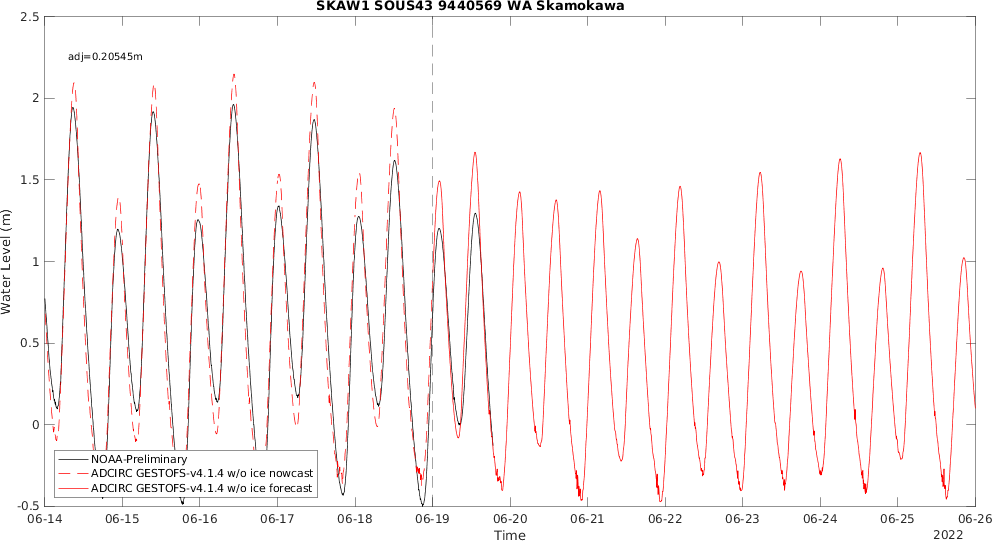 SKAW1 SOUS43 9440569 WA Skamokawa
2.5
adj=0.20545m
2
1.5
1
0.5
0
-0.5
Water Level (m)
NOAA-Preliminary
ADCIRC GESTOFS-v4.1.4 w/o ice nowcast
ADCIRC GESTOFS-v4.1.4 w/o ice forecast
06-14 06-15 06-16 06-17 06-18 06-19 06-20 06-21 06-22 06-23 06-24 06-25 06-26
Time
2022